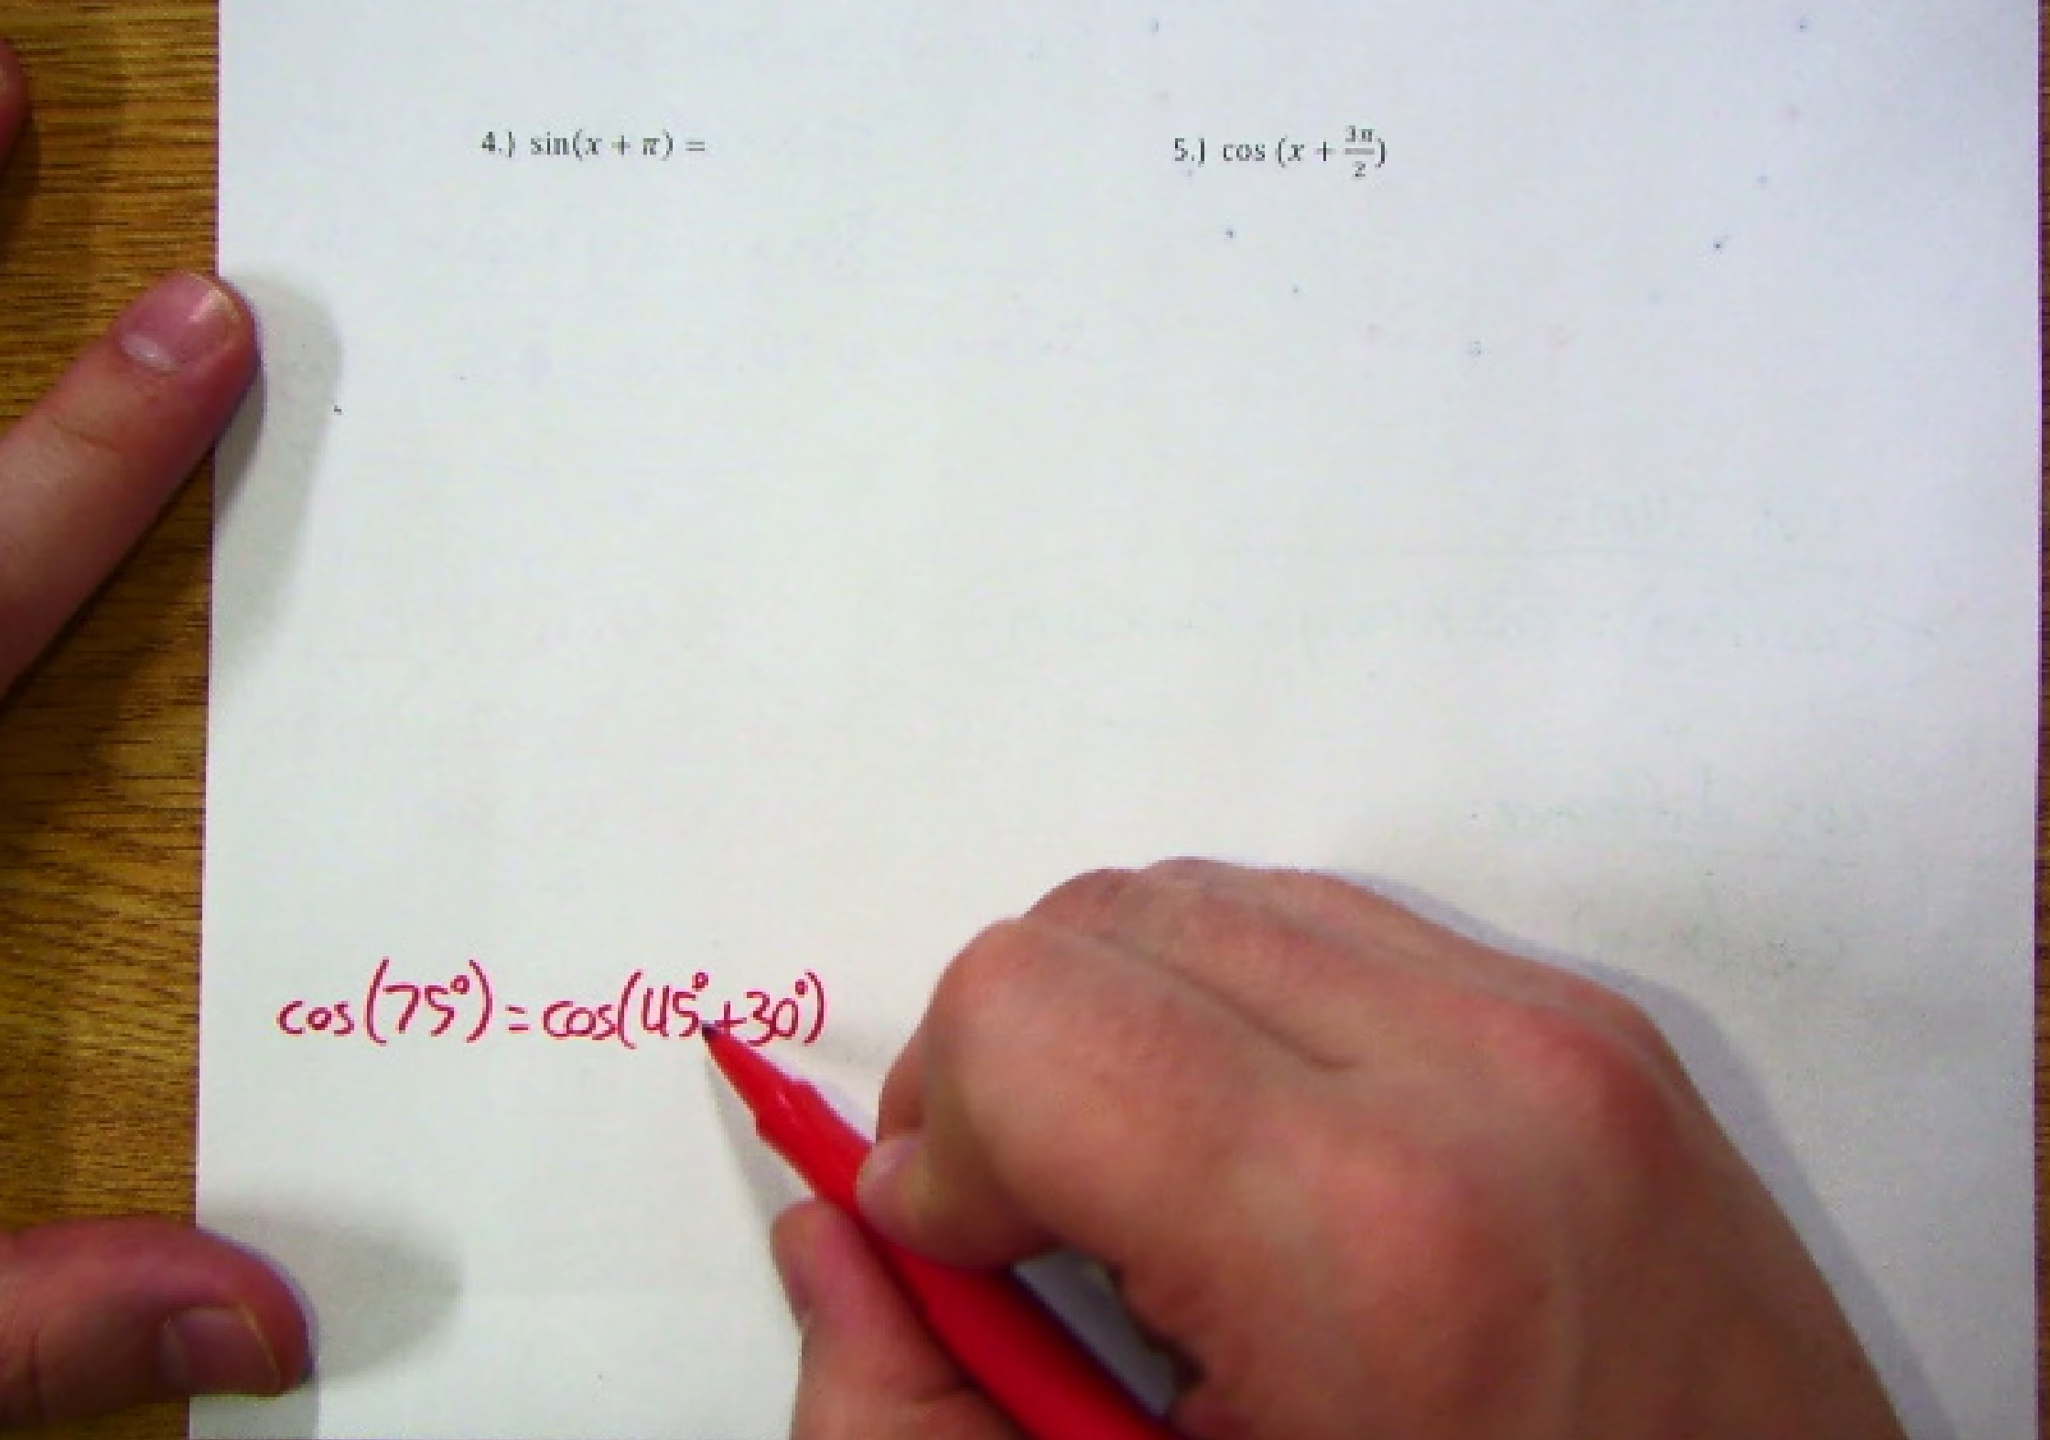 4.) sin(x + π) =
5.) cos (x + 3π/2)
cos(75°) = cos(45° + 30°)